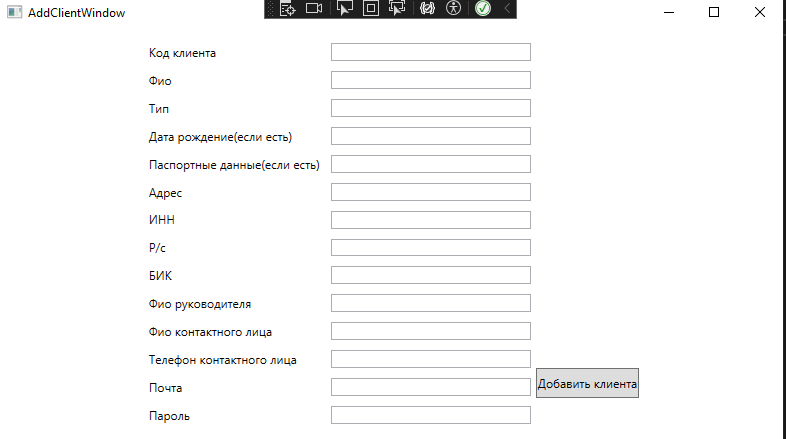 AddClientWindow
Код клиента
Фио
Тип
Дата рождение(если есть)
Паспортные данные(если есть)
Адрес
ИНН
Р/с
БИК
Фио руководителя
Фио контактного лица
Телефон контактного лица
Почта
Добавить клиента
Пароль